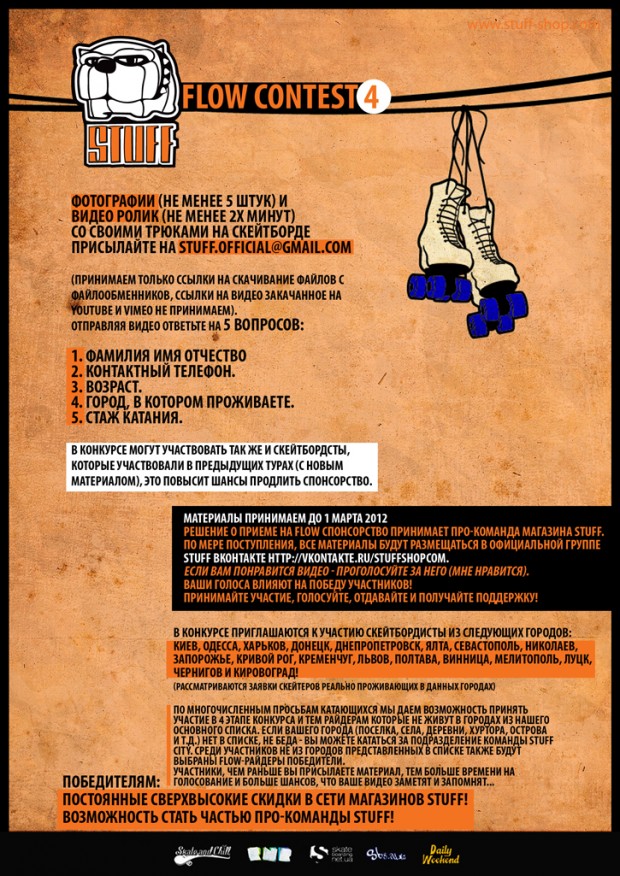 www.stuff-shop.com
FLOW CONTEST 4
STUFF
ФОТОГРАФИИ (НЕ МЕНЕЕ 5 ШТУК) И
ВИДЕО РОЛИК (НЕ МЕНЕЕ 2Х МИНУТ)
СО СВОИМИ ТРЮКАМИ НА СКЕЙТБОРДЕ
ПРИСЫЛАЙТЕ НА STUFF.OFFICIAL@GMAIL.COM
(ПРИНИМАЕМ ТОЛЬКО ССЫЛКИ НА СКАЧИВАНИЕ ФАЙЛОВ С
ФАЙЛООБМЕННИКОВ, ССЫЛКИ НА ВИДЕО ЗАКАЧАННОЕ НА
YOUTUBE И VIMEO НЕ ПРИНИМАЕМ).
ОТПРАВЛЯЯ ВИДЕО ОТВЕТЬТЕ НА 5 ВОПРОСОВ:
1. ФАМИЛИЯ ИМЯ ОТЧЕСТВО
2. КОНТАКТНЫЙ ТЕЛЕФОН.
3. ВОЗРАСТ.
4. ГОРОД, В КОТОРОМ ПРОЖИВАЕТЕ.
5. СТАЖ КАТАНИЯ.
В КОНКУРСЕ МОГУТ УЧАСТВОВАТЬ ТАК ЖЕ И СКЕЙТБОРДСТЫ,
КОТОРЫЕ УЧАСТВОВАЛИ В ПРЕДЫДУЩИХ ТУРАХ (С НОВЫМ
МАТЕРИАЛОМ), ЭТО ПОВЫСИТ ШАНСЫ ПРОДЛИТЬ СПОНСОРСТВО.
МАТЕРИАЛЫ ПРИНИМАЕМ ДО 1 МАРТА 2012
РЕШЕНИЕ О ПРИЕМЕ НА FLOW СПОНСОРСТВО ПРИНИМАЕТ ПРО-КОМАНДА МАГАЗИНА STUFF.
ПО МЕРЕ ПОСТУПЛЕНИЯ, ВСЕ МАТЕРИАЛЫ БУДУТ РАЗМЕЩАТЬСЯ В ОФИЦИАЛЬНОЙ ГРУППЕ
STUFF ВКОНТАКТЕ HTTP://VKONTAKTE.RU/STUFFSHOPCOM.
ЕСЛИ ВАМ ПОНРАВИТСЯ ВИДЕО - ПРОГОЛОСУЙТЕ ЗА НЕГО (МНЕ НРАВИТСЯ).
ВАШИ ГОЛОСА ВЛИЯЮТ НА ПОБЕДУ УЧАСТНИКОВ!
ПРИНИМАЙТЕ УЧАСТИЕ, ГОЛОСУЙТЕ, ОТДАВАЙТЕ И ПОЛУЧАЙТЕ ПОДДЕРЖКУ!
В КОНКУРСЕ ПРИГЛАШАЮТСЯ К УЧАСТИЮ СКЕЙТБОРДИСТЫ ИЗ СЛЕДУЮЩИХ ГОРОДОВ:
КИЕВ, ОДЕССА, ХАРЬКОВ, ДОНЕЦК, ДНЕПРОПЕТРОВСК, ЯЛТА, СЕВАСТОПОЛЬ, НИКОЛАЕВ,
ЗАПОРОЖЬЕ, КРИВОЙ РОГ, КРЕМЕНЧУГ, ЛЬВОВ, ПОЛТАВА, ВИННИЦА, МЕЛИТОПОЛЬ, ЛУЦК,
ЧЕРНИГОВ И КИРОВОГРАД!
(РАССМАТРИВАЮТСЯ ЗАЯВКИ СКЕЙТЕРОВ РЕАЛЬНО ПРОЖИВАЮЩИХ В ДАННЫХ ГОРОДАХ)
ПО МНОГОЧИСЛЕННЫМ ПРОСЬБАМ КАТАЮЩИХСЯ МЫ ДАЕМ ВОЗМОЖНОСТЬ ПРИНЯТЬ
УЧАСТИЕ В 4 ЭТАПЕ КОНКУРСА И ТЕМ РАЙДЕРАМ КОТОРЫЕ НЕ ЖИВУТ В ГОРОДАХ ИЗ НАШЕГО
ОСНОВНОГО СПИСКА. ЕСЛИ ВАШЕГО ГОРОДА (ПОСЕЛКА, СЕЛА, ДЕРЕВНИ, ХУРТОРА, ОСТРОВА
И Т.Д.) НЕТ В СПИСКЕ, НЕ БЕДА - ВЫ МОЖЕТЕ КАТАТЬСЯ ЗА ПОДРАЗДЕЛЕНИЕ КОМАНДЫ STUFF
CITY. СРЕДИ УЧАСТНИКОВ НЕ ИЗ ГОРОДОВ ПРЕДСТАВЛЕННЫХ В СПИСКЕ ТАКЖЕ БУДУТ
ВЫБРАНЫ FLOW-РАЙДЕРЫ ПОБЕДИТЕЛИ.
УЧАСТНИКИ, ЧЕМ РАНЬШЕ ВЫ ПРИСЫЛАЕТЕ МАТЕРИАЛ, ТЕМ БОЛЬШЕ ВРЕМЕНИ НА
ГОЛОСОВАНИЕ И БОЛЬШЕ ШАНСОВ, ЧТО ВАШЕ ВИДЕО ЗАМЕТЯТ И ЗАПОМНЯТ...
ПОБЕДИТЕЛЯМ:
ПОСТОЯННЫЕ СВЕРХВЫСОКИЕ СКИДКИ В СЕТИ МАГАЗИНОВ STUFF!
ВОЗМОЖНОСТЬ СТАТЬ ЧАСТЬЮ ПРО-КОМАНДЫ STUFF!
Skate and Chill
skate
boarding
net.ua
Daily
Weekend